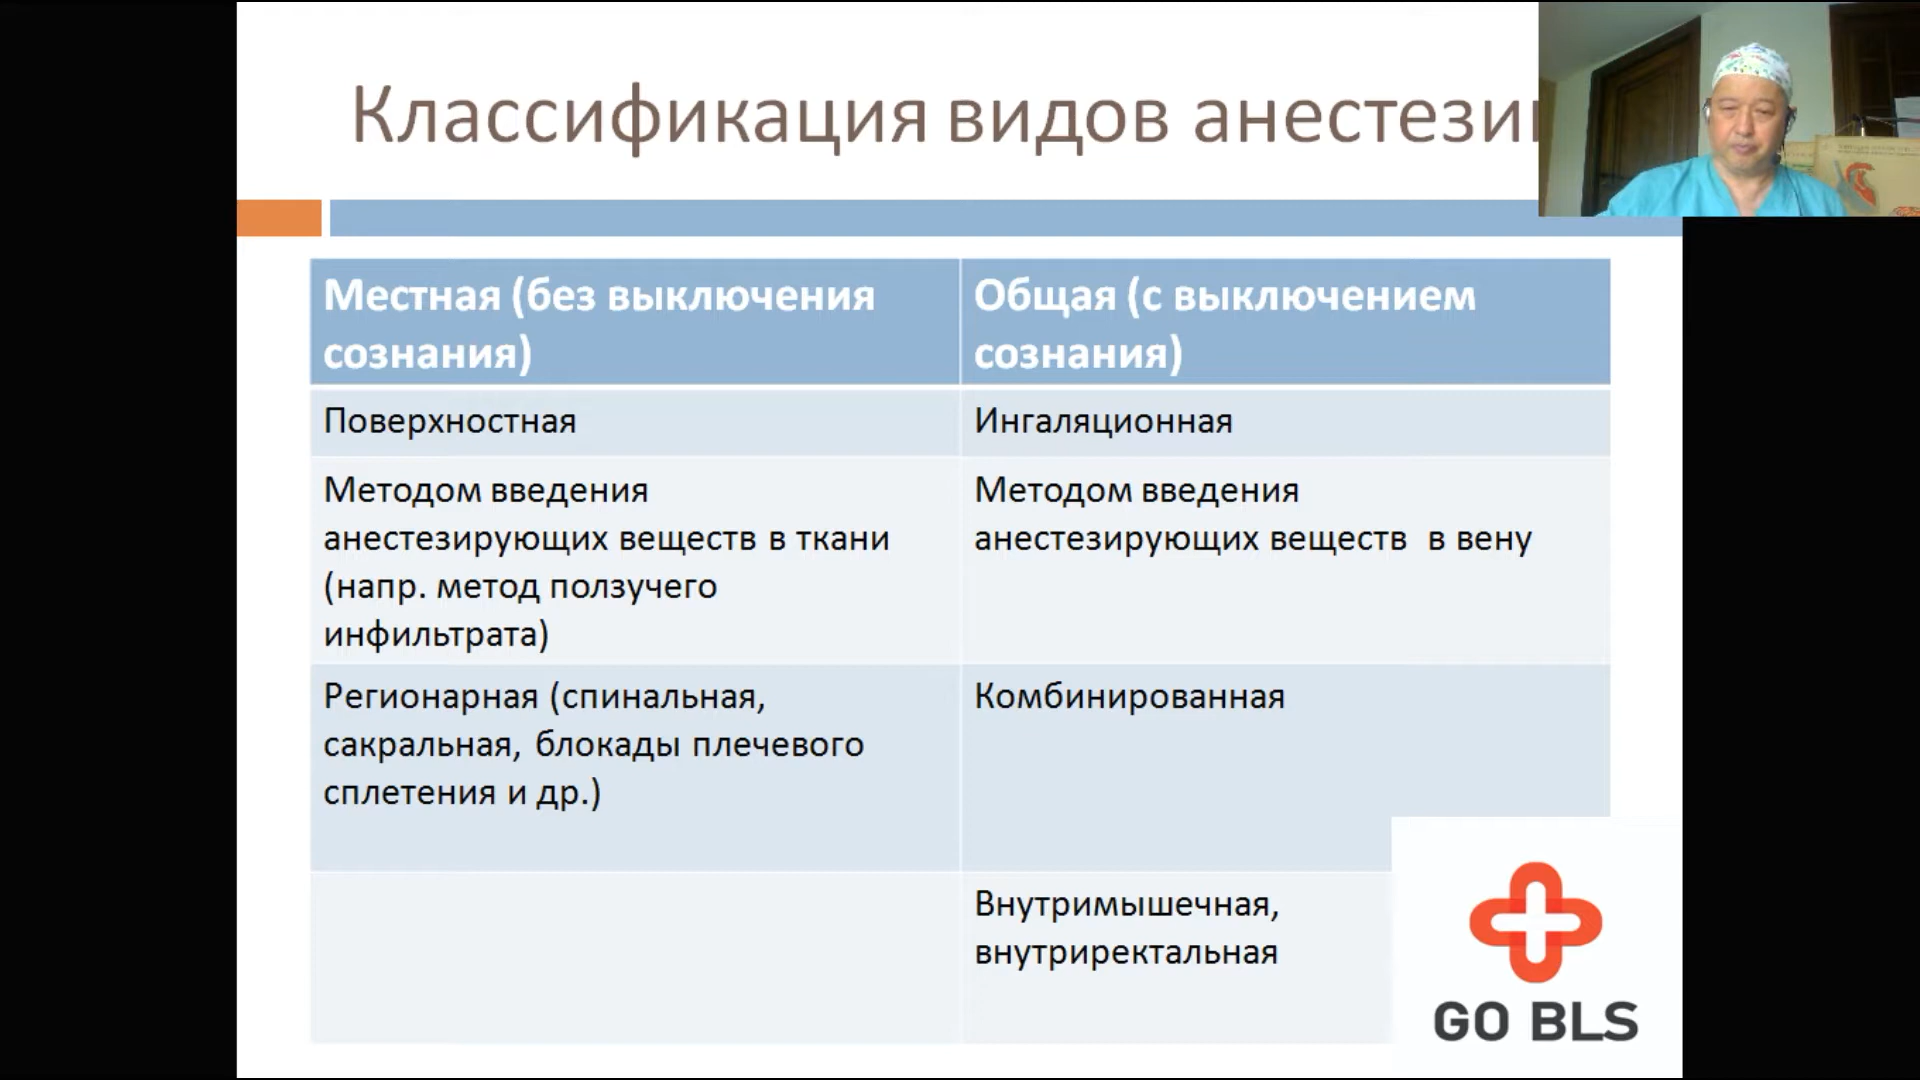 Классификация видов анестези
Местная (без выключения
сознания)
Общая (с выключением
сознания)
Поверхностная
Ингаляционная
Методом введения
анестезирующих веществ в ткани
(напр. метод ползучего
инфильтрата)
Методом введения
анестезирующих веществ в вену
Регионарная (спинальная,
сакральная, блокады плечевого
сплетения и др.)
Комбинированная
Внутримышечная,
внутриректальная
GO BLS